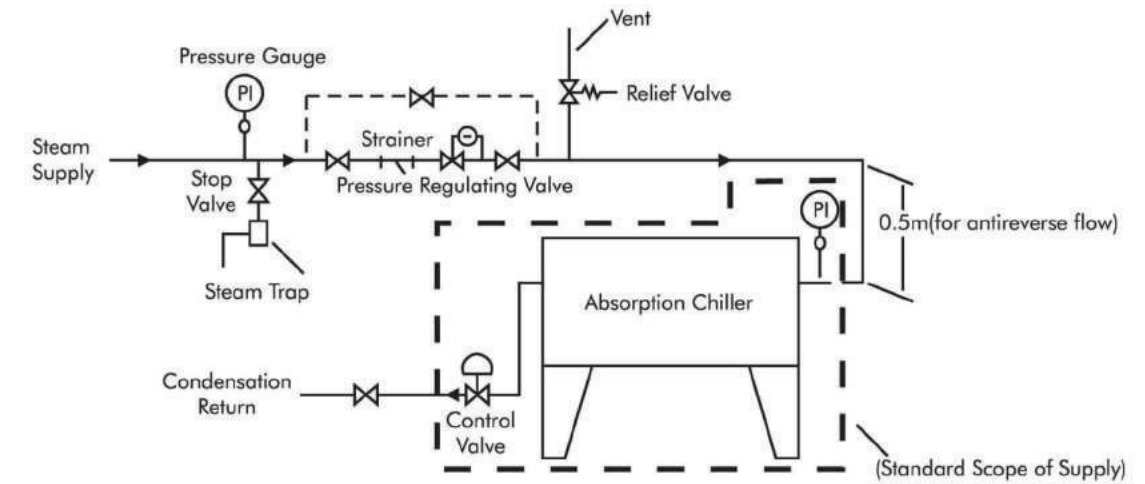 Vent
Pressure Gauge
PI
Relief Valve
Steam
Supply
Strainer
Stop
Valve
Pressure Regulating Valve
PI
0.5m(for antireverse flow)
Steam Trap
Absorption Chiller
Condensation
Return
Control
Valve
(Standard Scope of Supply)